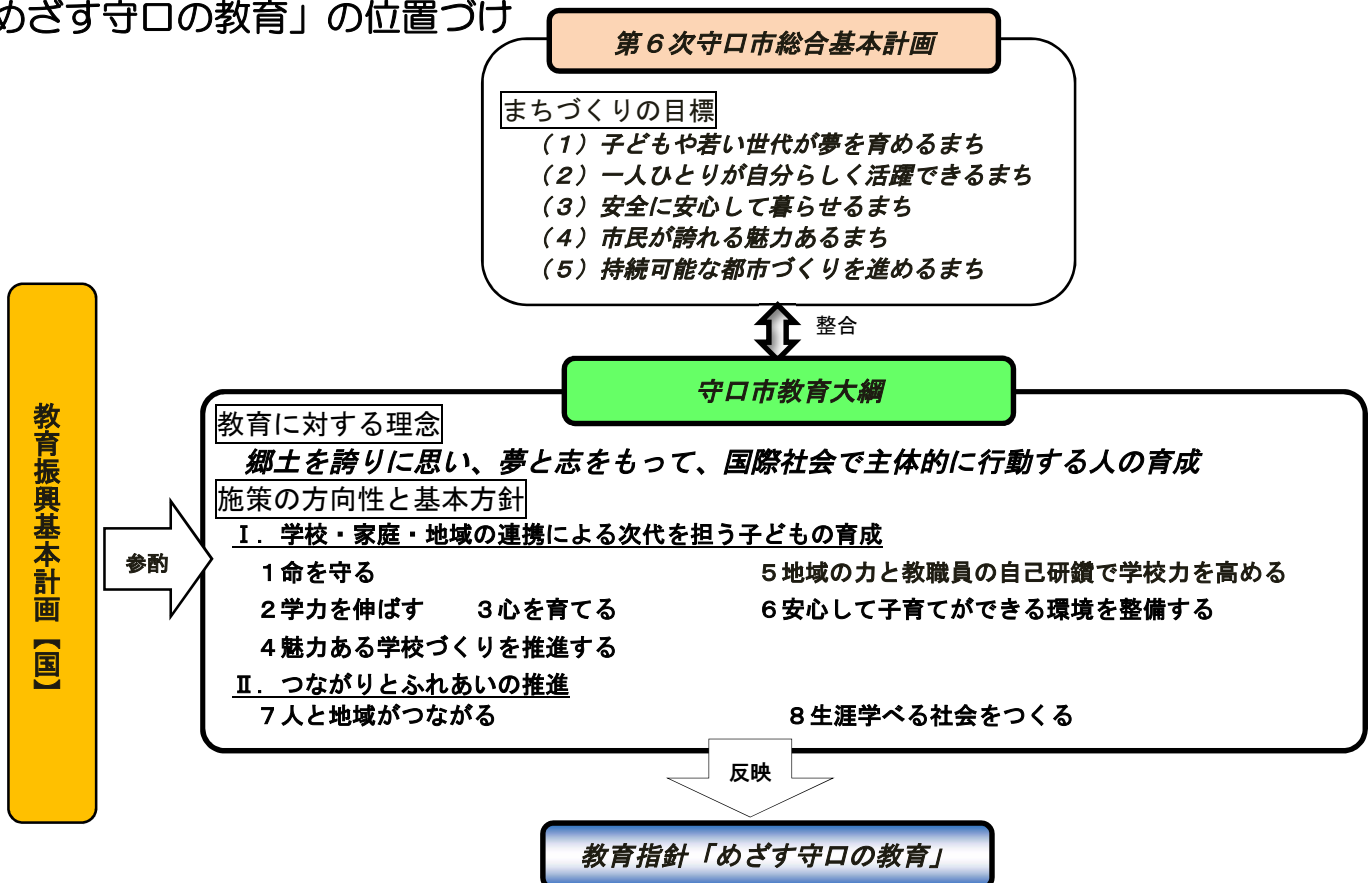 めざす守口の教育」の位置づけ
第６次守口市総合基本計画
まちづくりの目標
（１）子どもや若い世代が夢を育めるまち
（２）一人ひとりが自分らしく活躍できるまち
（３）安全に安心して暮らせるまち
（４）市民が誇れる魅力あるまち
（５）持続可能な都市づくりを進めるまち
整合
教育振興基本計画【国】
参酌
守口市教育大綱
教育に対する理念
郷土を誇りに思い、夢と志をもって、国際社会で主体的に行動する人の育成
施策の方向性と基本方針
Ⅰ．学校・家庭・地域の連携による次代を担う子どもの育成
１命を守る　５地域の力と教職員の自己研鑽で学校力を高める
２学力を伸ばす　３心を育てる　６安心して子育てができる環境を整備する
４魅力ある学校づくりを推進する
Ⅱ．つながりとふれあいの推進
７人と地域がつながる　８生涯学べる社会をつくる
反映
教育指針「めざす守口の教育」